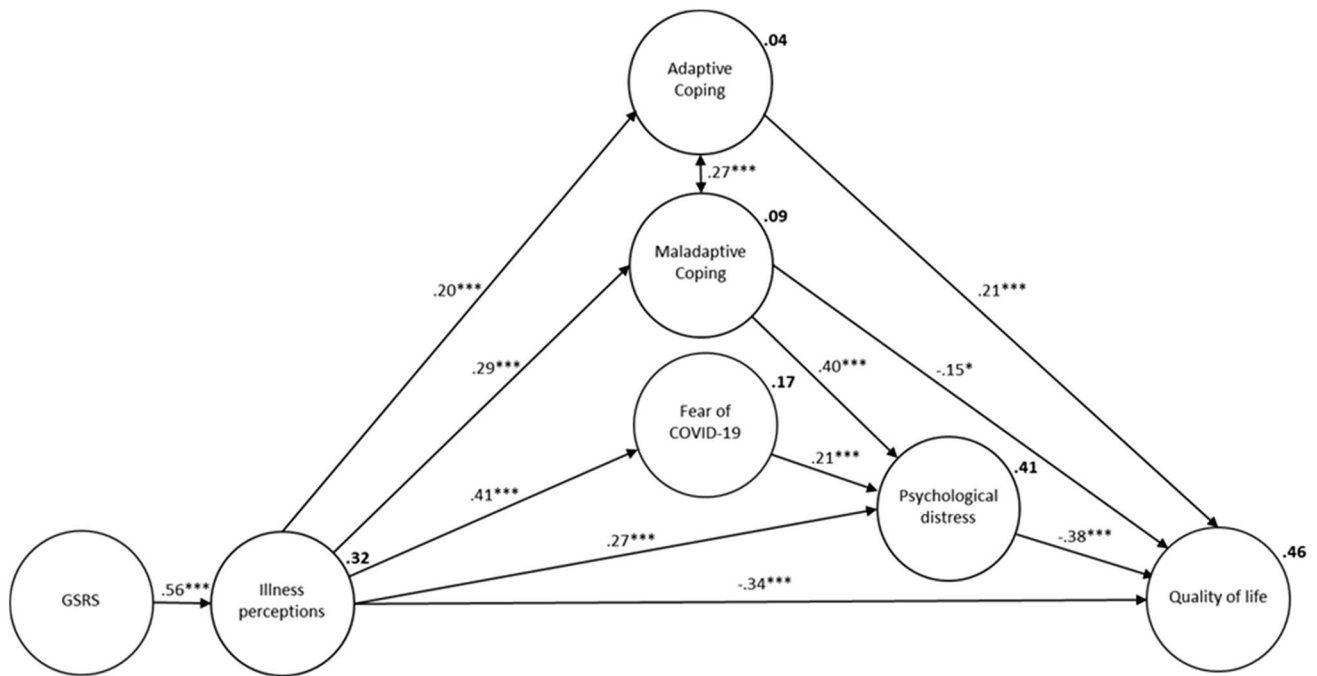 .04
Adaptive
Coping
.27***
.09
Maladaptive
Coping
.20***
.21***
.29***
.40***
-.15*
.17
Fear of
COVID-19
.21***
.41
.41***
Psychological
distress
.27***
-.38***
.32
.46
GSRS
.56***
Illness
perceptions
-.34***
Quality of life